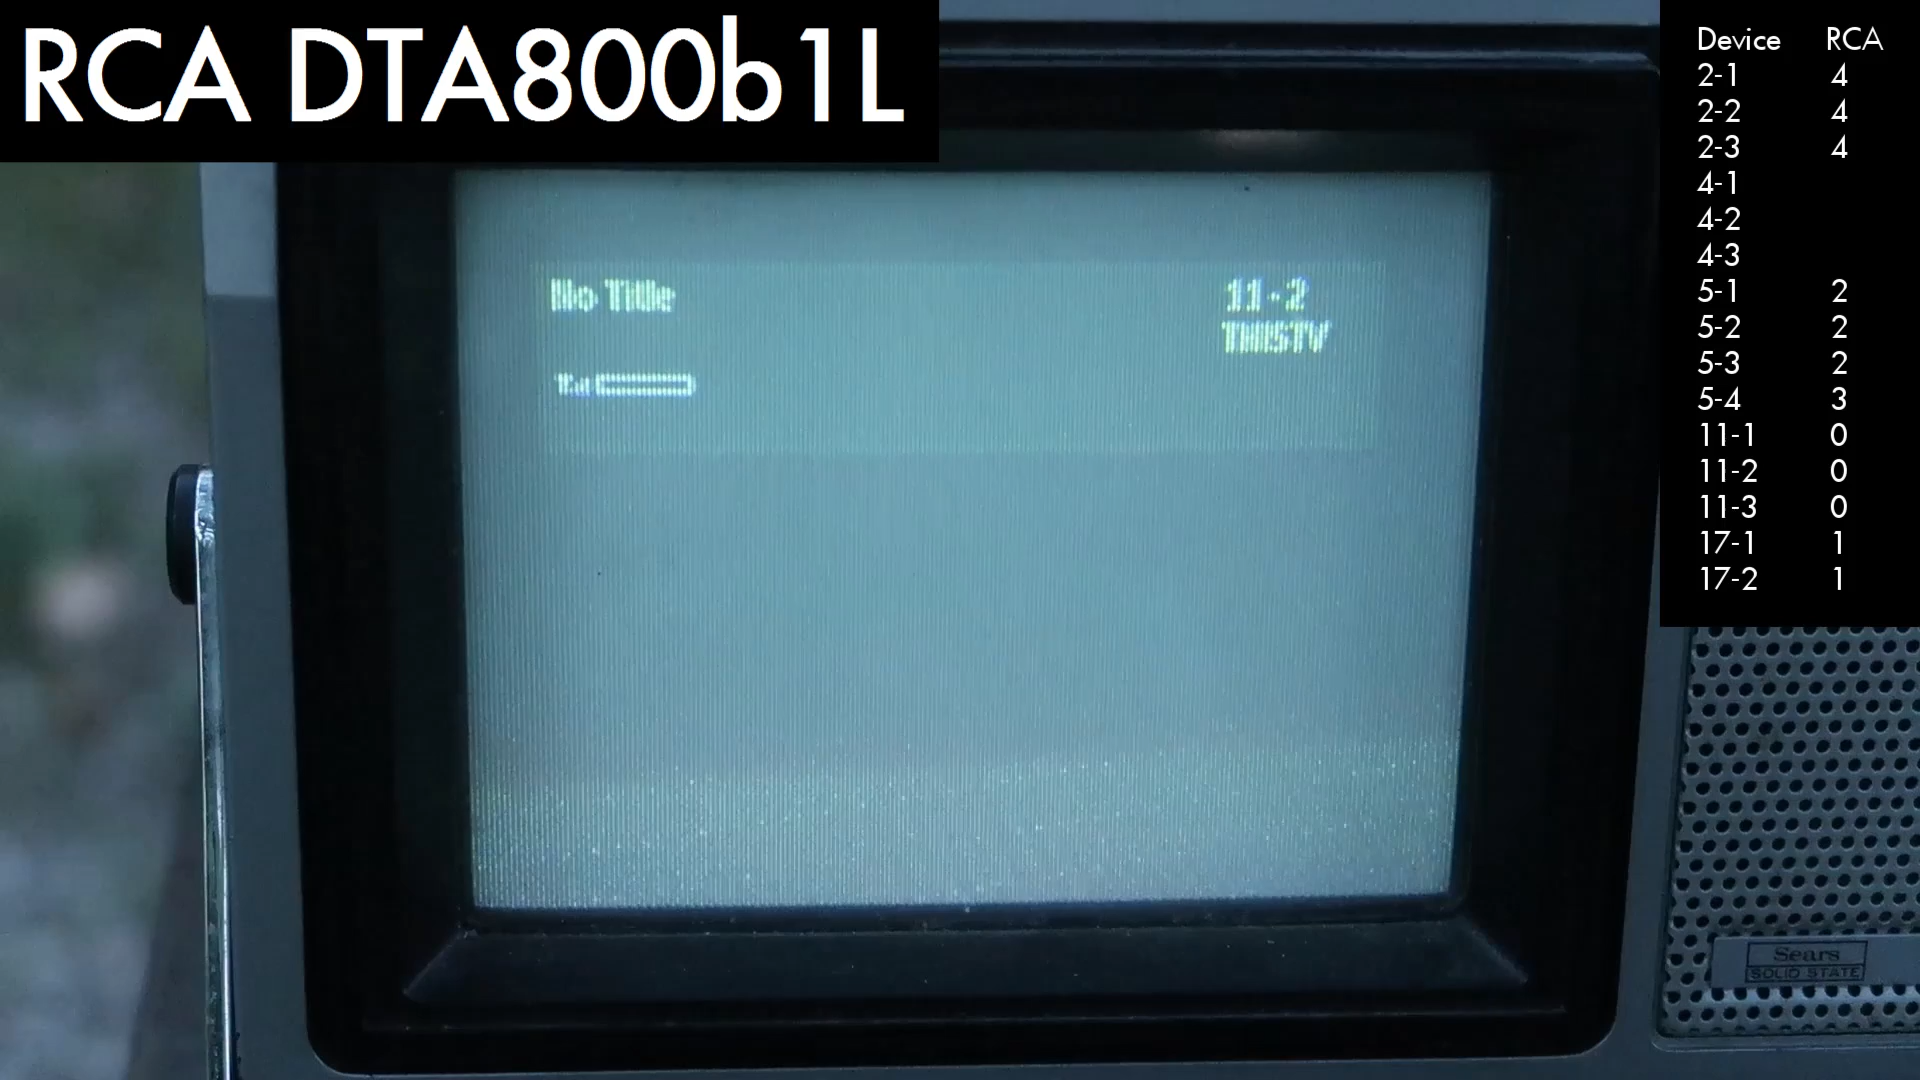 RCA DTA800b1L
Device RCA
2-1 4
2-2 4
2-3 4
4-1
4-2
4-3
5-1 2
5-2 2
5-3 2
5-4 3
11-1 0
11-2 0
11-3 0
17-1 1
17-2 1
No Title 11-2
THISTV
Sears
SOLID STATE